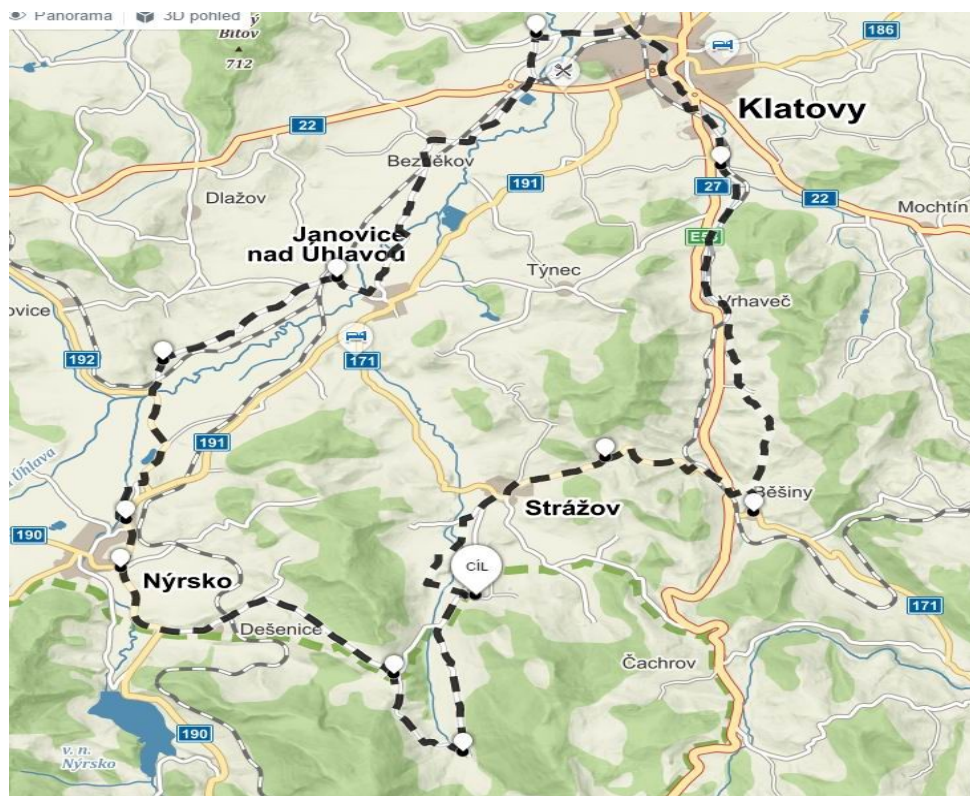 Panorama
3D pohled
Bítov
712
186
Klatovy
22
Bezděkov
191
27
22
Dlažov
Mochtín
Janovice
nad Úhlavou
Týnec
Vrhaveč
ovice
192
171
191
Úhlava
Strážov
Běšiny
190
CÍL
Nýrsko
171
Dešenice
Čachrov
v. n.
Nýrsko
190